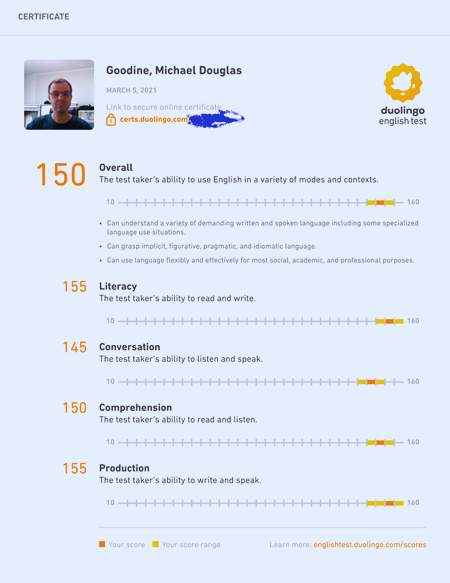 CERTIFICATE
Goodine, Michael Douglas
MARCH 5, 2021
Link to secure online certificate:
certs.duolingo.com
duolingo
english test
150
Overall
The test taker's ability to use English in a variety of modes and contexts.
10
160
• Can understand a variety of demanding written and spoken language including some specialized
language use situations.
• Can grasp implicit, figurative, pragmatic, and idiomatic language.
• Can use language flexibly and effectively for most social, academic, and professional purposes.
155
Literacy
The test taker's ability to read and write.
10
160
145
Conversation
The test taker's ability to listen and speak.
10
160
150
Comprehension
The test taker's ability to read and listen.
10
160
155
Production
The test taker's ability to write and speak.
10
160
Your score
Your score range
Learn more: englishtest.duolingo.com/scores